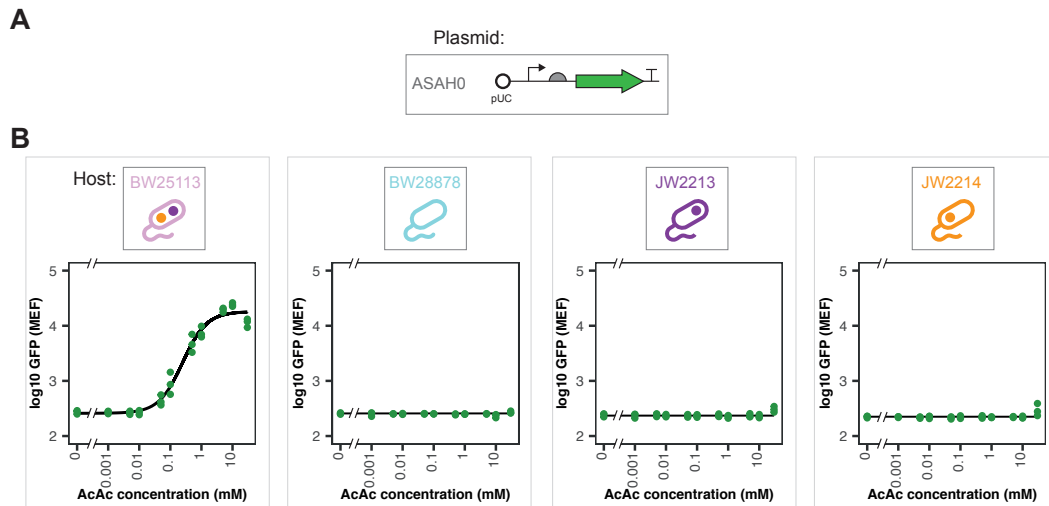 A
Plasmid:
ASAH0
pUC
B
Host: BW25113
BW28878
JW2213
JW2214
log10 GFP (MEF)
5
4
3
2
0
0.001
0.01
0.1
1
10
AcAc concentration (mM)
log10 GFP (MEF)
5
4
3
2
0
0.001
0.01
0.1
1
10
AcAc concentration (mM)
log10 GFP (MEF)
5
4
3
2
0
0.001
0.01
0.1
1
10
AcAc concentration (mM)
log10 GFP (MEF)
5
4
3
2
0
0.001
0.01
0.1
1
10
AcAc concentration (mM)